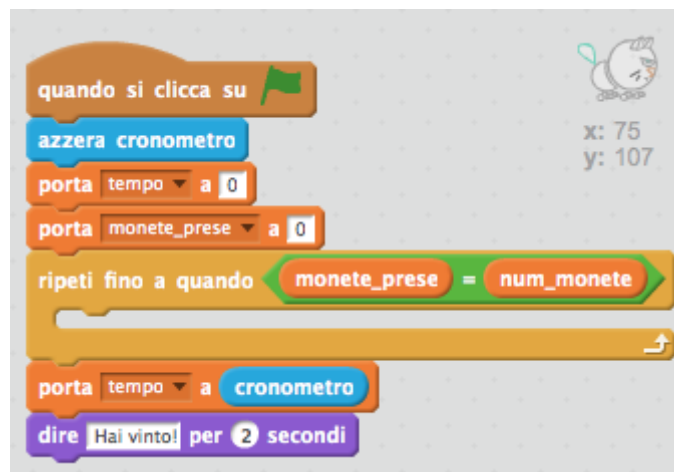 quando si clicca su
azzera cronometro
x: 75
y: 107
porta tempo a 0
porta monete_prese a 0
ripeti fino a quando monete_prese = num_monete
porta tempo a cronometro
dire Hai vinto! per 2 secondi